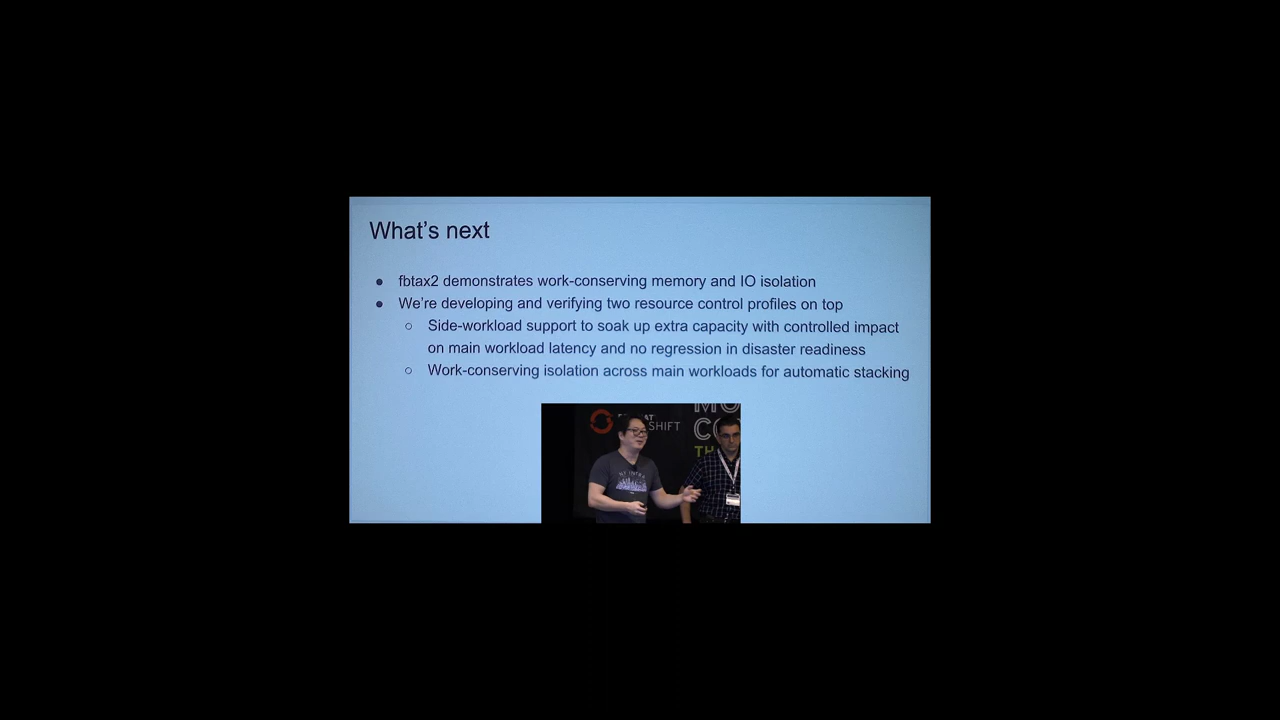 What's next
● fbtax2 demonstrates work-conserving memory and IO isolation
● We're developing and verifying two resource control profiles on top
○ Side-workload support to soak up extra capacity with controlled impact
on main workload latency and no regression in disaster readiness
○ Work-conserving isolation across main workloads for automatic stacking
SHIFT